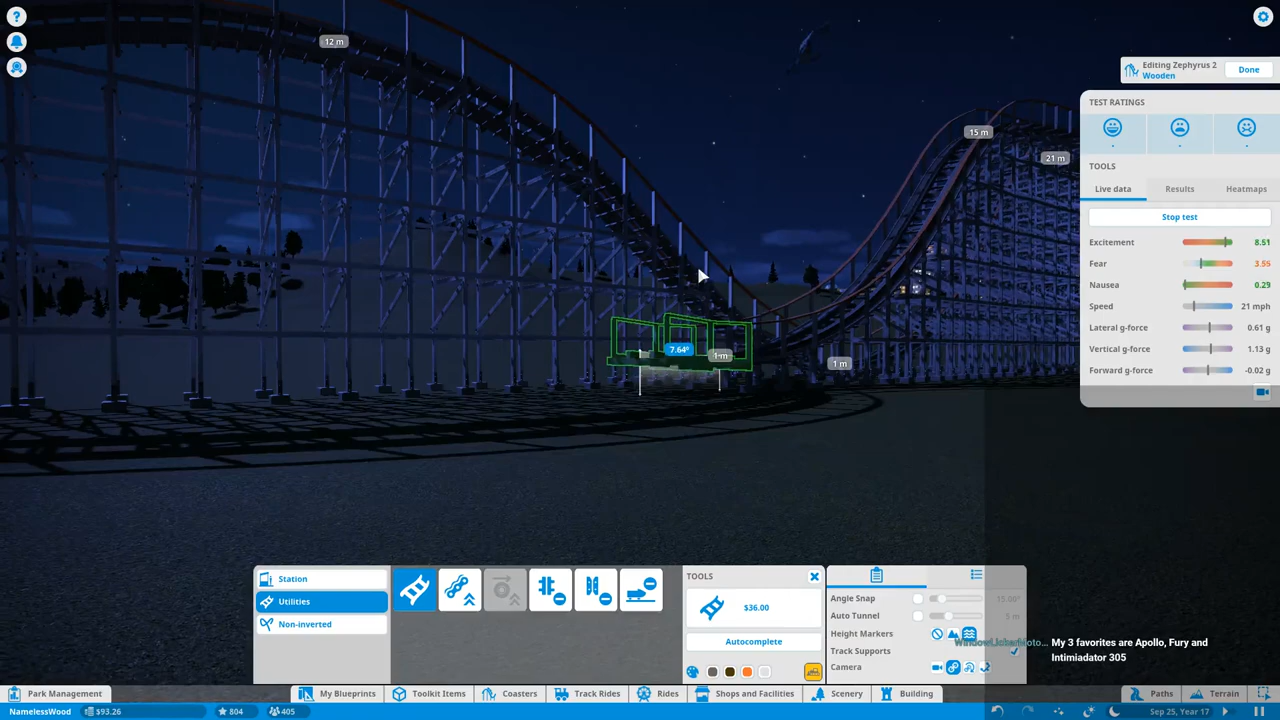 ?
12 m
15 m
21 m
Editing Zephyrus 2
Wooden
Done
TEST RATINGS
-
-
-
TOOLS
Live data
Results
Heatmaps
Stop test
Excitement
8.51
Fear
3.55
Nausea
0.29
Speed
21 mph
Lateral g-force
0.61 g
Vertical g-force
1.13 g
Forward g-force
-0.02 g
7.64°
1 m
1 m
Station
Utilities
Non-inverted
TOOLS
$36.00
Autocomplete
Angle Snap
15.00°
Auto Tunnel
5 m
Height Markers
Track Supports
Camera
My 3 favorites are Apollo, Fury and
Intimiadator 305
Park Management
My Blueprints
Toolkit Items
Coasters
Track Rides
Rides
Shops and Facilities
Scenery
Building
Paths
Terrain
NamelessWood
$93.26
804
405
Sep 25, Year 17